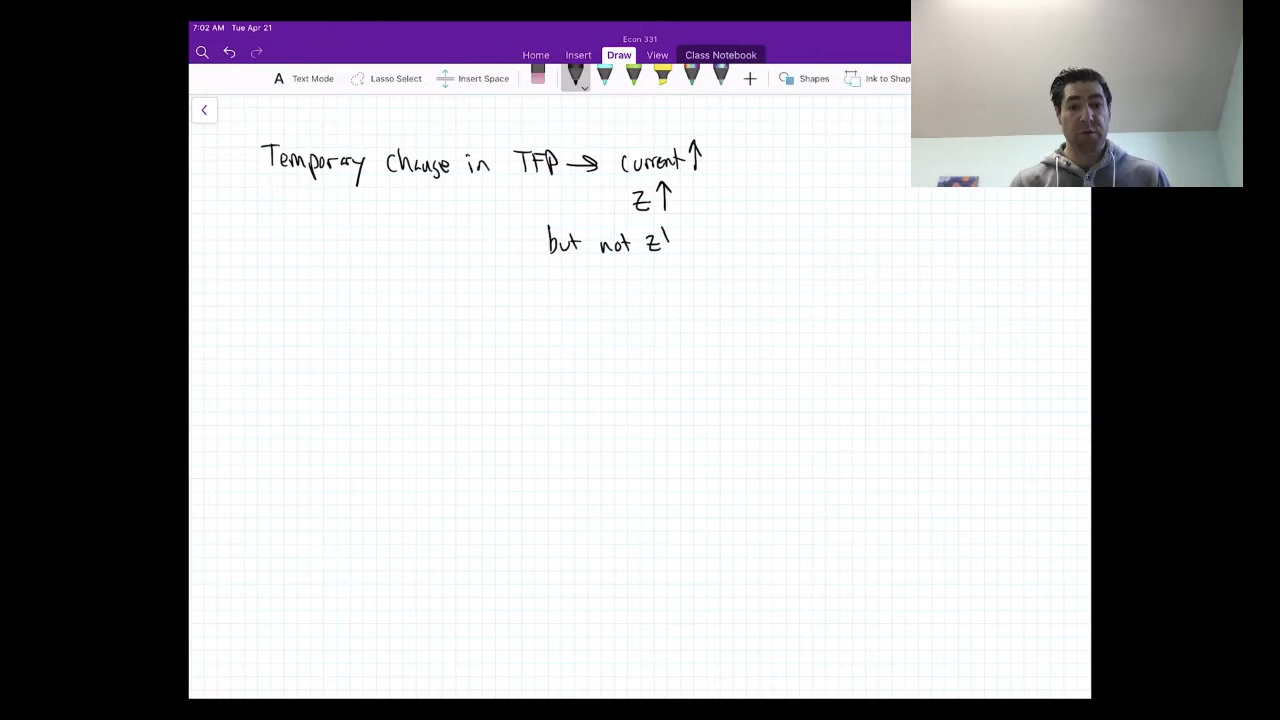 7:02 AM Tue Apr 21
Econ 331
Home Insert Draw View Class Notebook
A Text Mode Lasso Select Insert Space + Shapes Ink to Shap
Temporary change in TFP → current ↑
z ↑
but not z'